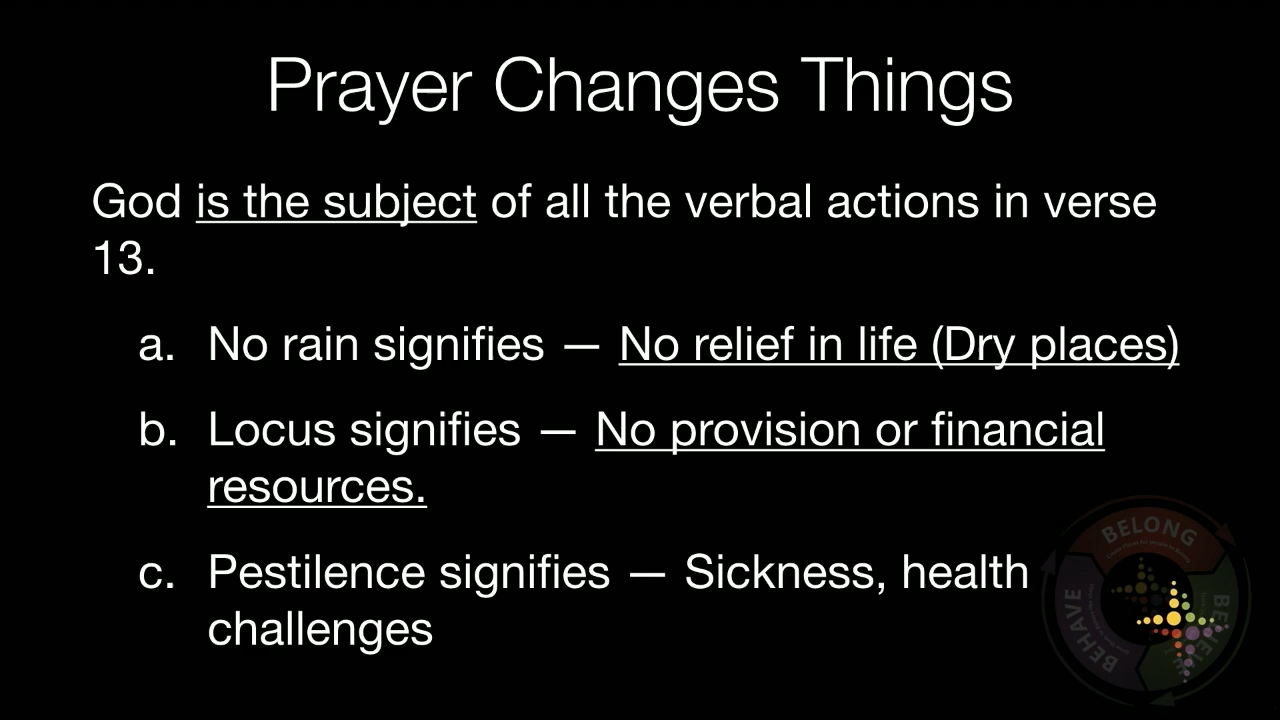 Prayer Changes Things
God is the subject of all the verbal actions in verse
13.
a. No rain signifies — No relief in life (Dry places)
b. Locus signifies — No provision or financial
resources.
c. Pestilence signifies — Sickness, health
challenges
BELONG
BEHAVE
BELIEVE